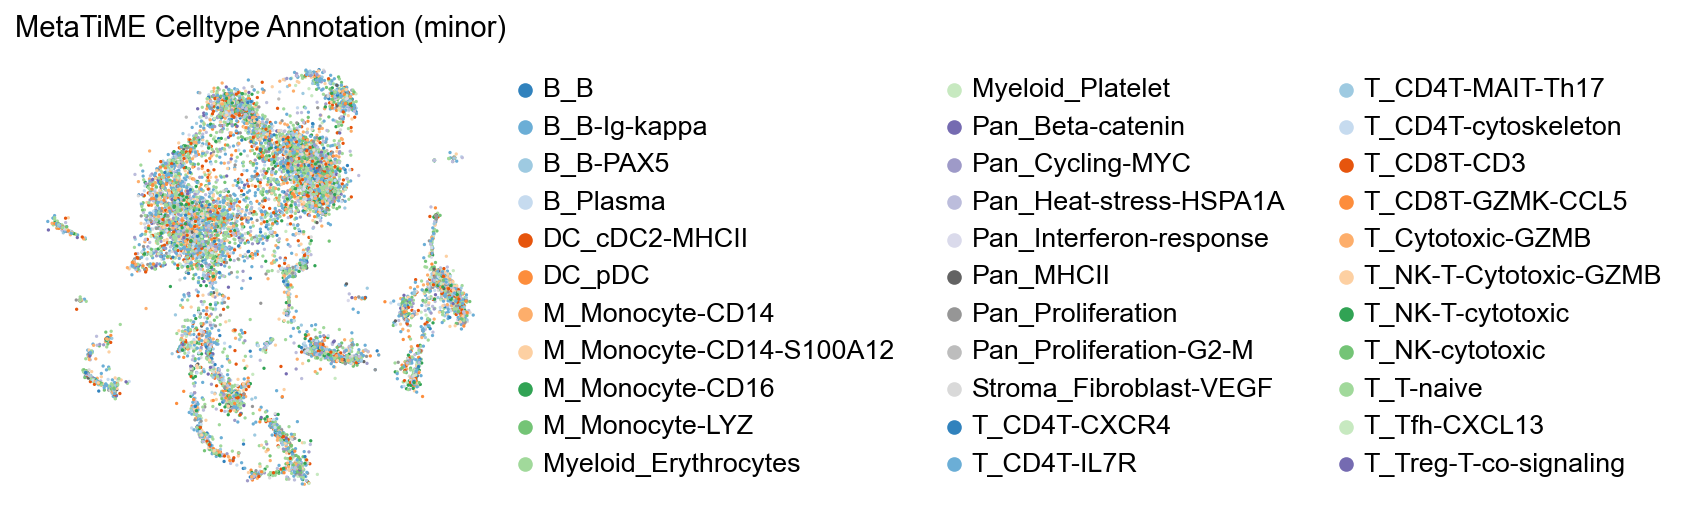 MetaTiME Celltype Annotation (minor)
B_B
B_B-Ig-kappa
B_B-PAX5
B_Plasma
DC_cDC2-MHCII
DC_pDC
M_Monocyte-CD14
M_Monocyte-CD14-S100A12
M_Monocyte-CD16
M_Monocyte-LYZ
Myeloid_Erythrocytes
Myeloid_Platelet
Pan_Beta-catenin
Pan_Cycling-MYC
Pan_Heat-stress-HSPA1A
Pan_Interferon-response
Pan_MHCII
Pan_Proliferation
Pan_Proliferation-G2-M
Stroma_Fibroblast-VEGF
T_CD4T-CXCR4
T_CD4T-IL7R
T_CD4T-MAIT-Th17
T_CD4T-cytoskeleton
T_CD8T-CD3
T_CD8T-GZMK-CCL5
T_Cytotoxic-GZMB
T_NK-T-Cytotoxic-GZMB
T_NK-T-cytotoxic
T_NK-cytotoxic
T_T-naive
T_Tfh-CXCL13
T_Treg-T-co-signaling